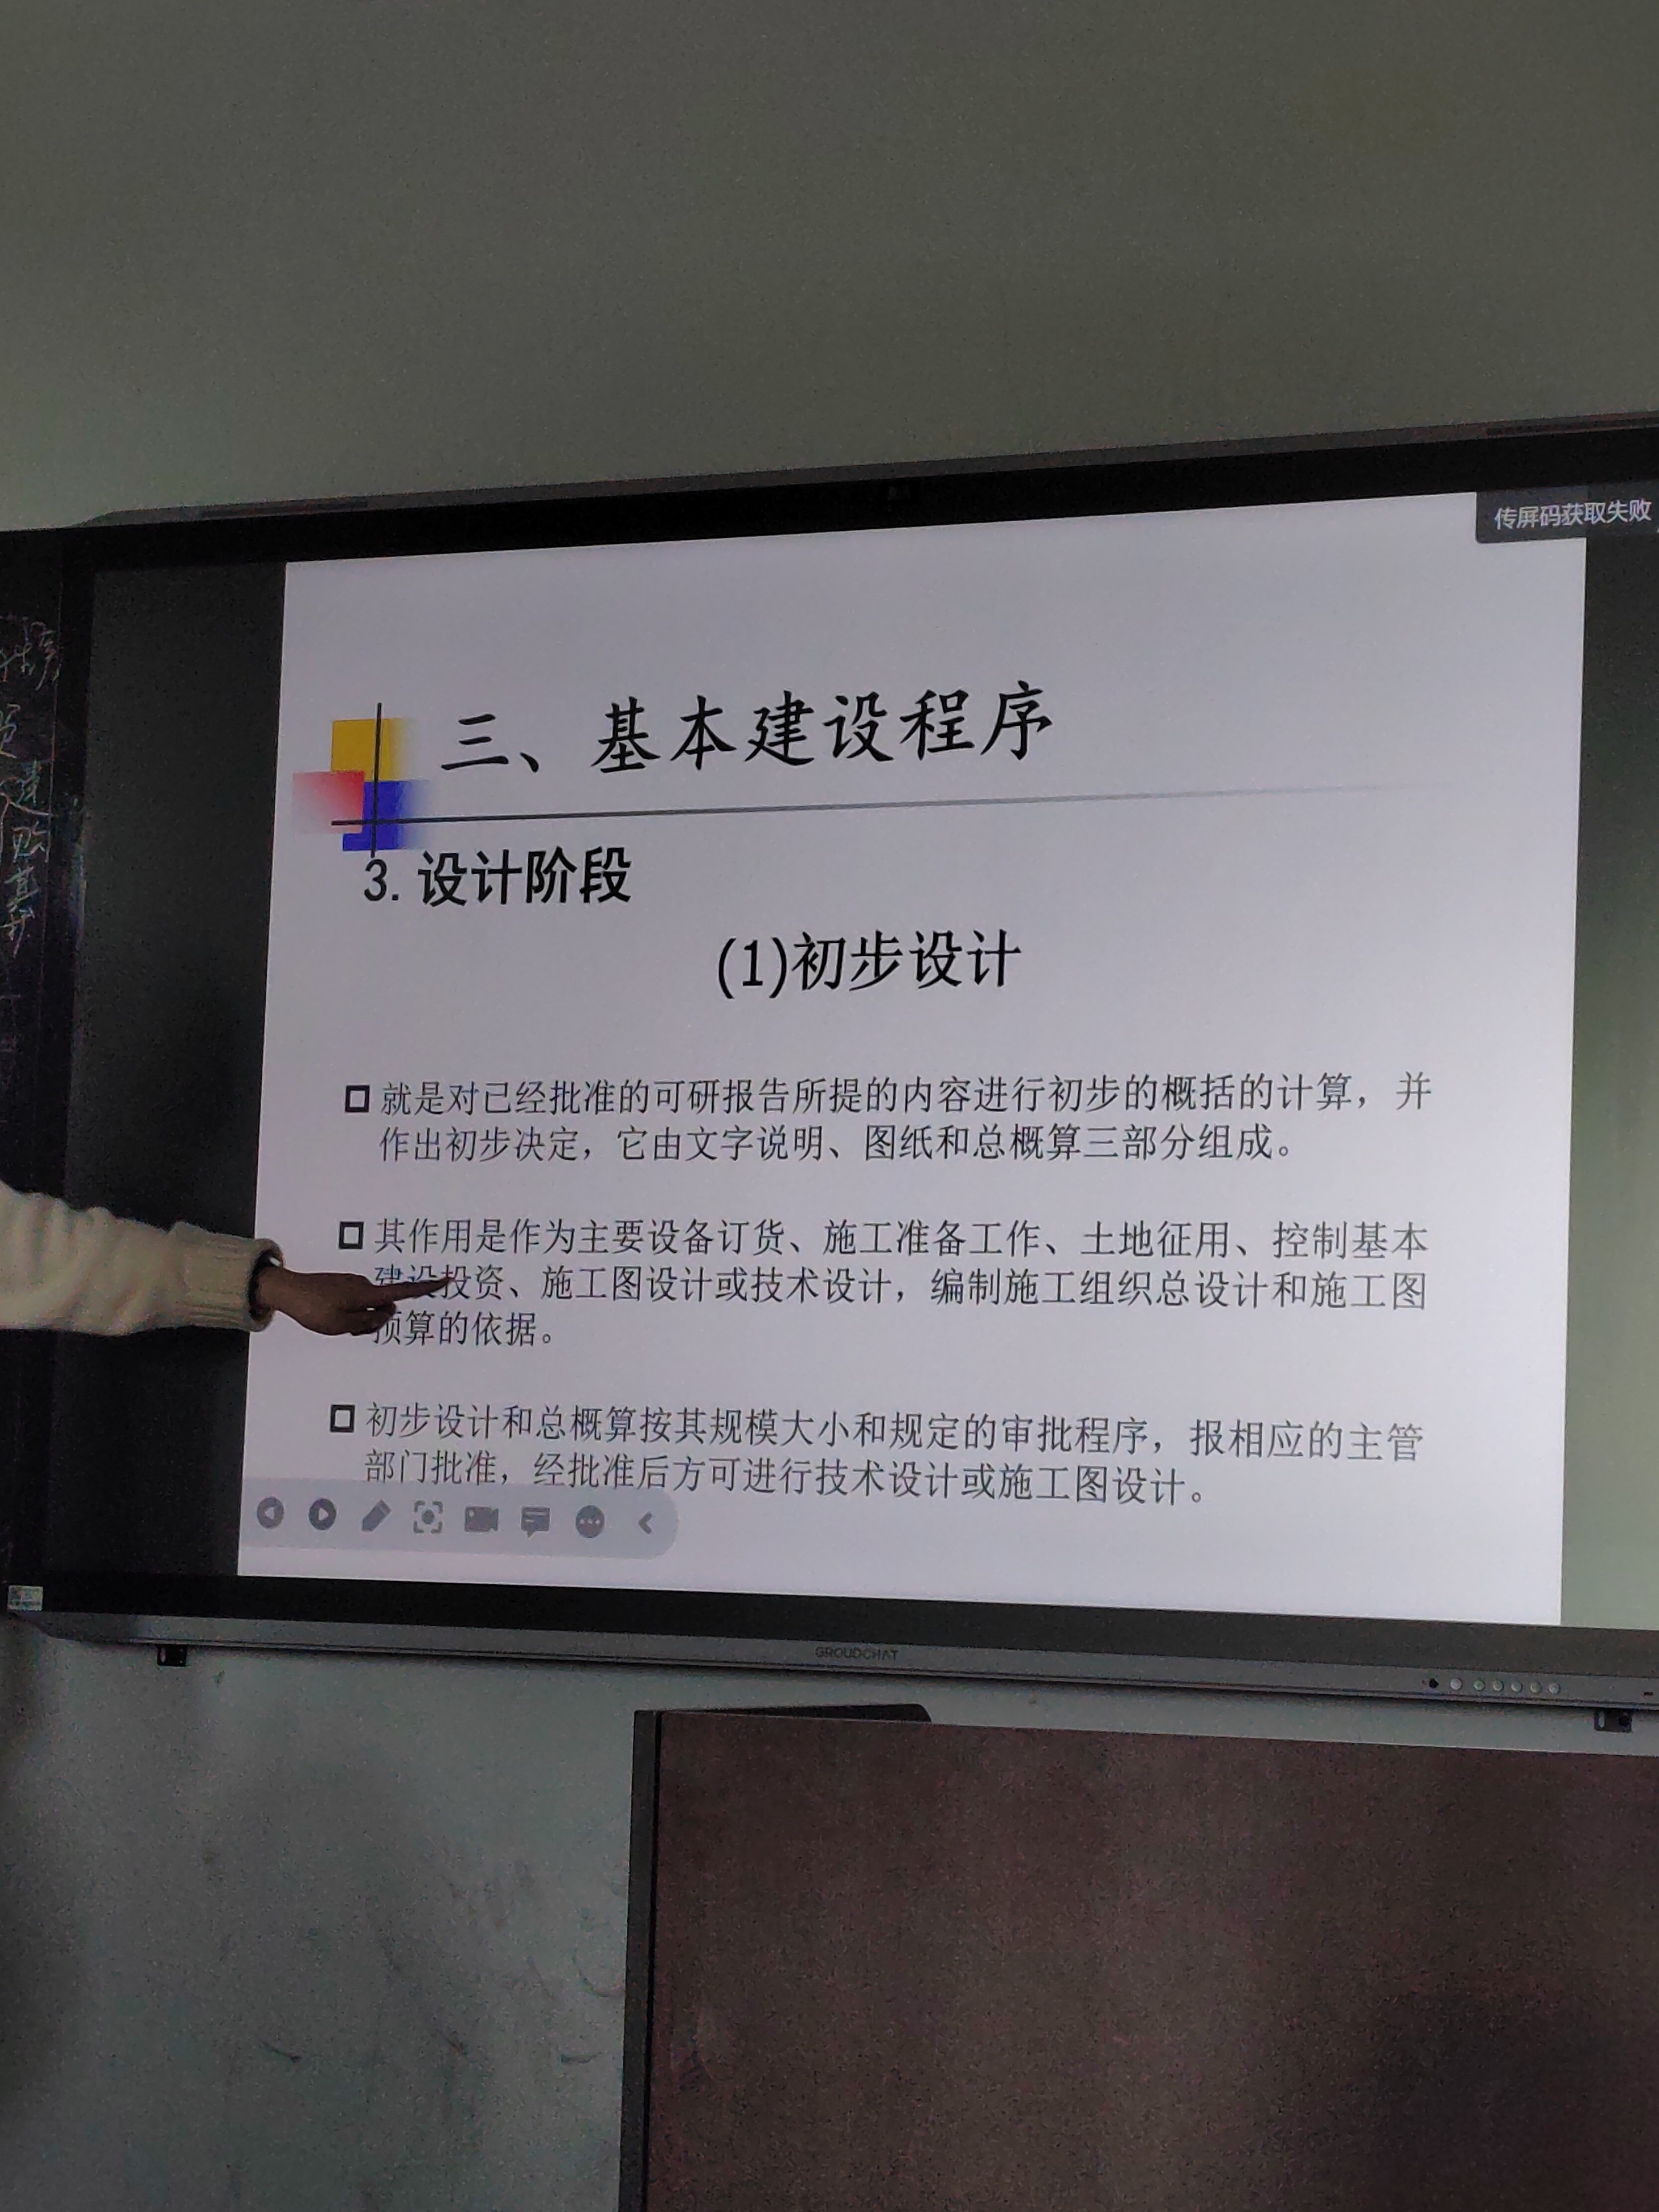 传屏码获取失败
三、基本建设程序
3. 设计阶段
(1)初步设计
就是对已经批准的可研报告所提的内容进行初步的概括的计算，并
作出初步决定，它由文字说明、图纸和总概算三部分组成。
其作用是作为主要设备订货、施工准备工作、土地征用、控制基本
建设投资、施工图设计或技术设计，编制施工组织总设计和施工图
预算的依据。
初步设计和总概算按其规模大小和规定的审批程序，报相应的主管
部门批准，经批准后方可进行技术设计或施工图设计。
GROUDCHAT